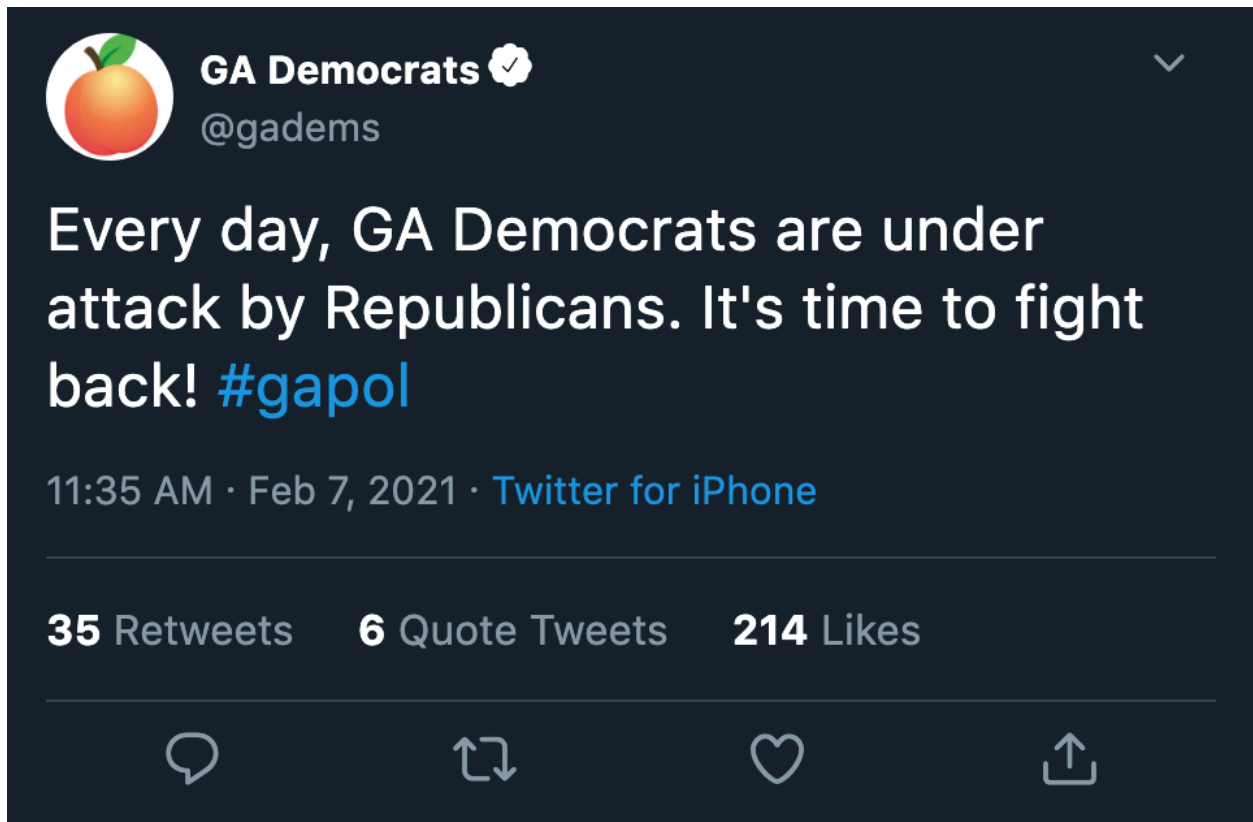 GA Democrats
@gadems
Every day, GA Democrats are under
attack by Republicans. It's time to fight
back! #gapol
11:35 AM · Feb 7, 2021 · Twitter for iPhone
35 Retweets 6 Quote Tweets 214 Likes